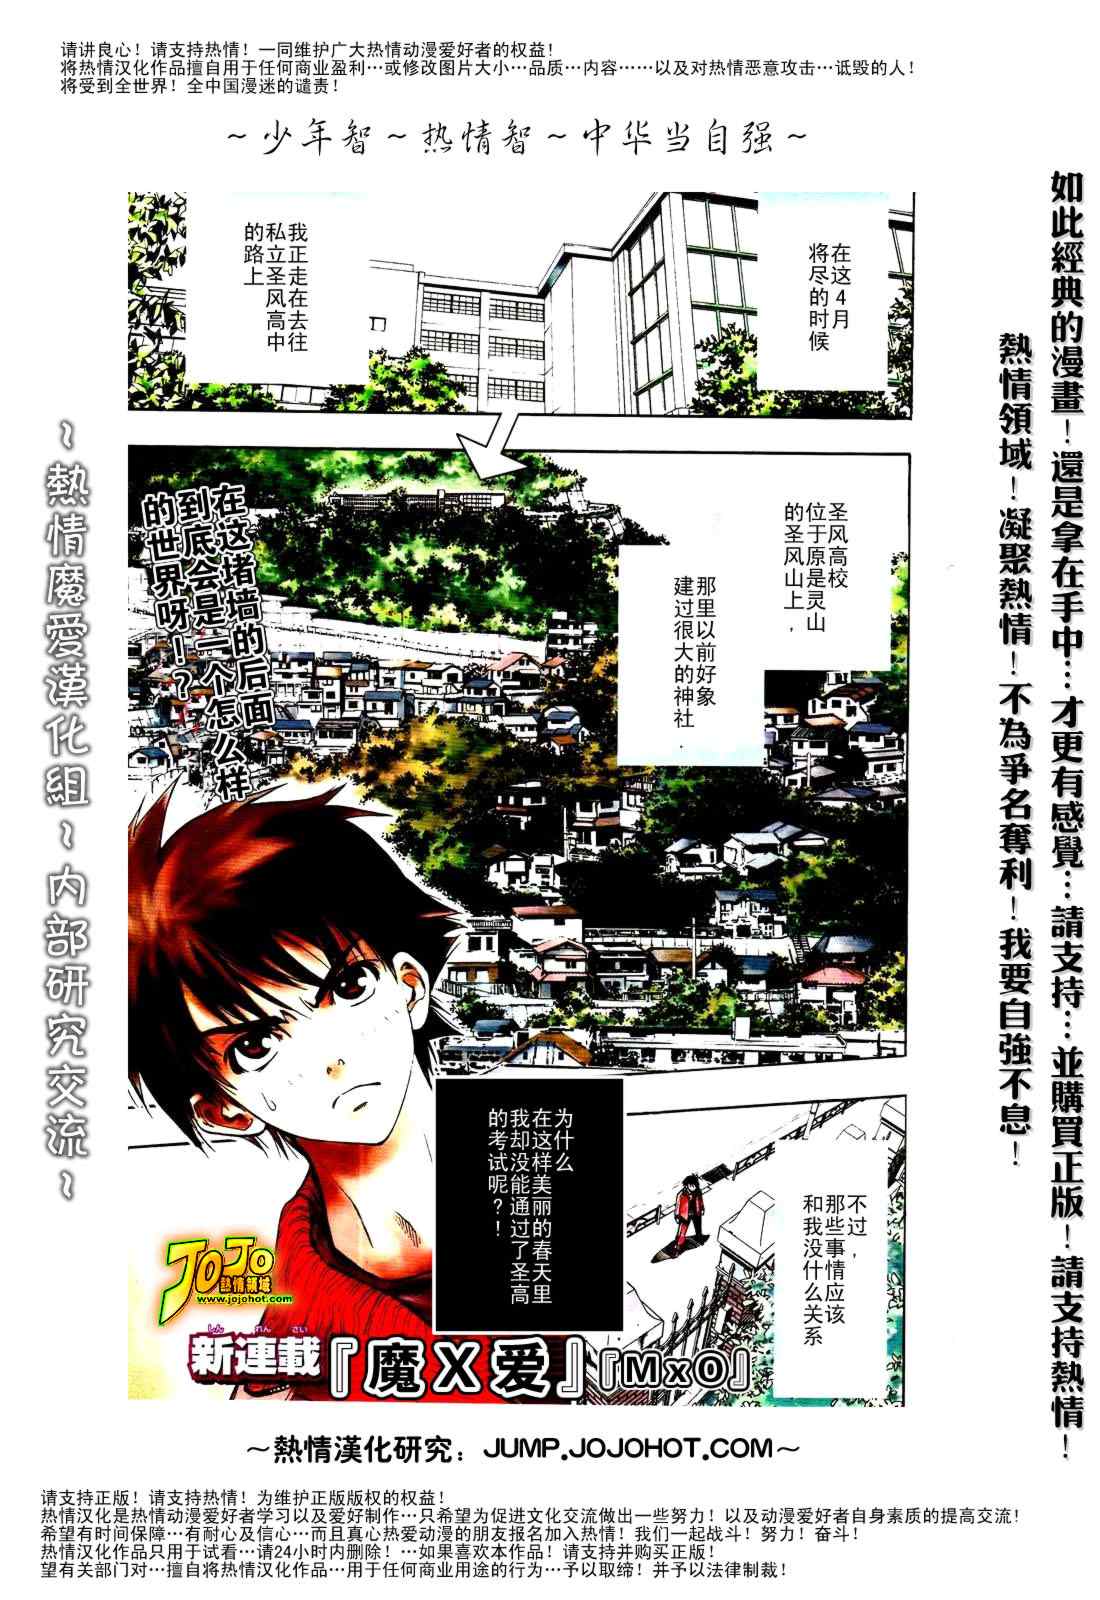 请讲良心！请支持热情！一同维护广大热情动漫爱好者的权益！
将热情汉化作品擅自用于任何商业盈利…或修改图片大小…品质…内容……以及对热情恶意攻击…诋毁的人！
将受到全世界！全中国漫迷的谴责！
～少年智～热情智～中华当自强～
如此經典的漫畫！還是拿在手中…才更有感覺…請支持…並購買正版！請支持熱情！
熱情領域！凝聚熱情！不為爭名奪利！我要自強不息！
～熱情魔愛漢化組～内部研究交流～
在这4月
将尽的时候
我正走在去往
私立圣风高中
的路上
圣风高校
位于原是灵山
的圣风山上，
那里以前好象
建过很大的神社．
在这堵墙的后面
到底会是一个怎么样
的世界呀！？
不过，
那些事情应该
和我没什么关系
为什么
在这样美丽的春天里
我却没能通过了圣高
的考试呢？！
JOJO
熱情領域
www.jojohot.com
しん れん さい
新連載『魔X爱』『MxO』
～熱情漢化研究：JUMP.JOJOHOT.COM～
请支持正版！请支持热情！为维护正版版权的权益！
热情汉化是热情动漫爱好者学习以及爱好制作…只希望为促进文化交流做出一些努力！以及动漫爱好者自身素质的提高交流！
希望有时间保障…有耐心及信心…而且真心热爱动漫的朋友报名加入热情！我们一起战斗！努力！奋斗！
热情汉化作品只用于试看…请24小时内删除！…如果喜欢本作品！请支持并购买正版！
望有关部门对…擅自将热情汉化作品…用于任何商业用途的行为…予以取缔！并予以法律制裁！